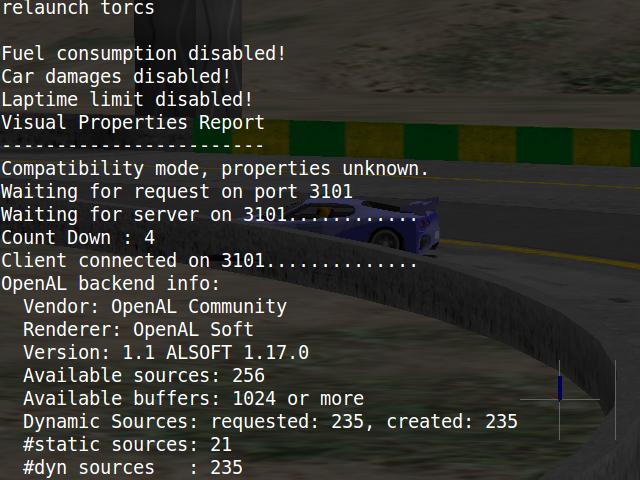 relaunch torcs
Fuel consumption disabled!
Car damages disabled!
Laptime limit disabled!
Visual Properties Report
------------------------
Compatibility mode, properties unknown.
Waiting for request on port 3101
Waiting for server on 3101............
Count Down : 4
Client connected on 3101..............
OpenAL backend info:
  Vendor: OpenAL Community
  Renderer: OpenAL Soft
  Version: 1.1 ALSOFT 1.17.0
  Available sources: 256
  Available buffers: 1024 or more
  Dynamic Sources: requested: 235, created: 235
  #static sources: 21
  #dyn sources   : 235